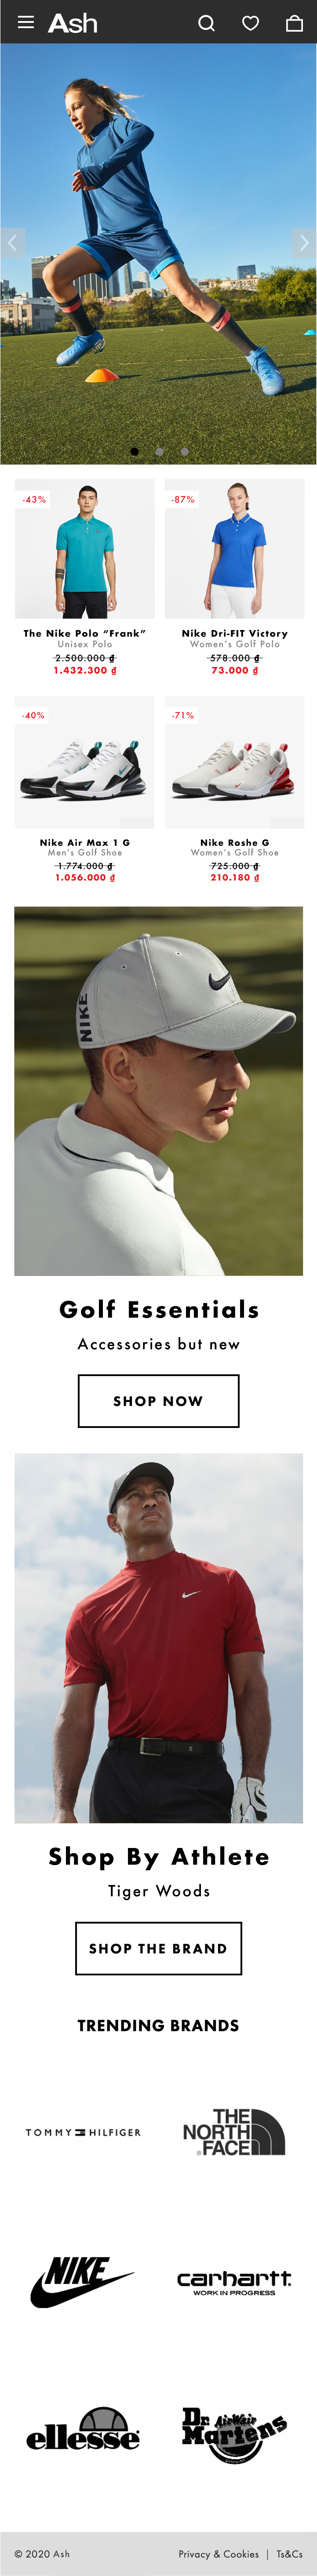 Ash
-43%
-87%
The Nike Polo “Frank”
Unisex Polo
2.500.000 ₫
1.432.300 ₫
Nike Dri-FIT Victory
Women's Golf Polo
578.000 ₫
73.000 ₫
-40%
-71%
Nike Air Max 1 G
Men's Golf Shoe
1.774.000 ₫
1.056.000 ₫
Nike Roshe G
Women's Golf Shoe
725.000 ₫
210.180 ₫
NIKE
Golf Essentials
Accessories but new
SHOP NOW
Shop By Athlete
Tiger Woods
SHOP THE BRAND
TRENDING BRANDS
TOMMY HILFIGER
THE
NORTH
FACE
NIKE
carhartt.
WORK IN PROGRESS
ellesse
Dr. AirWair
Martens
© 2020 Ash
Privacy & Cookies | Ts&Cs